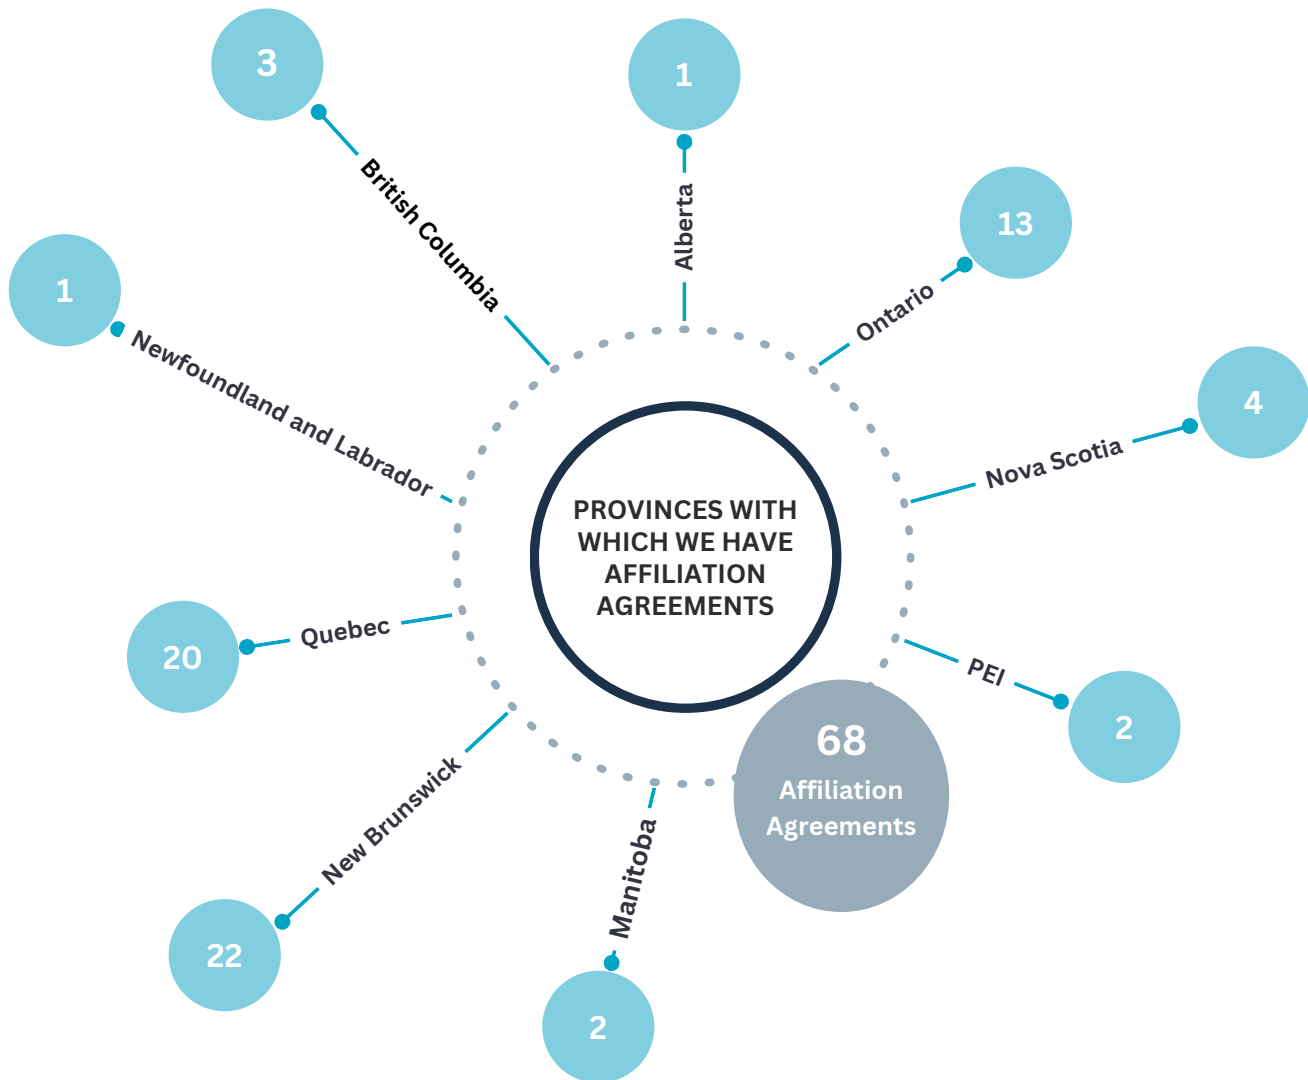 3
British Columbia
1
Alberta
13
Ontario
1
Newfoundland and Labrador
4
Nova Scotia
PROVINCES WITH
WHICH WE HAVE
AFFILIATION
AGREEMENTS
20
Quebec
PEI
2
68
Affiliation
Agreements
New Brunswick
22
Manitoba
2